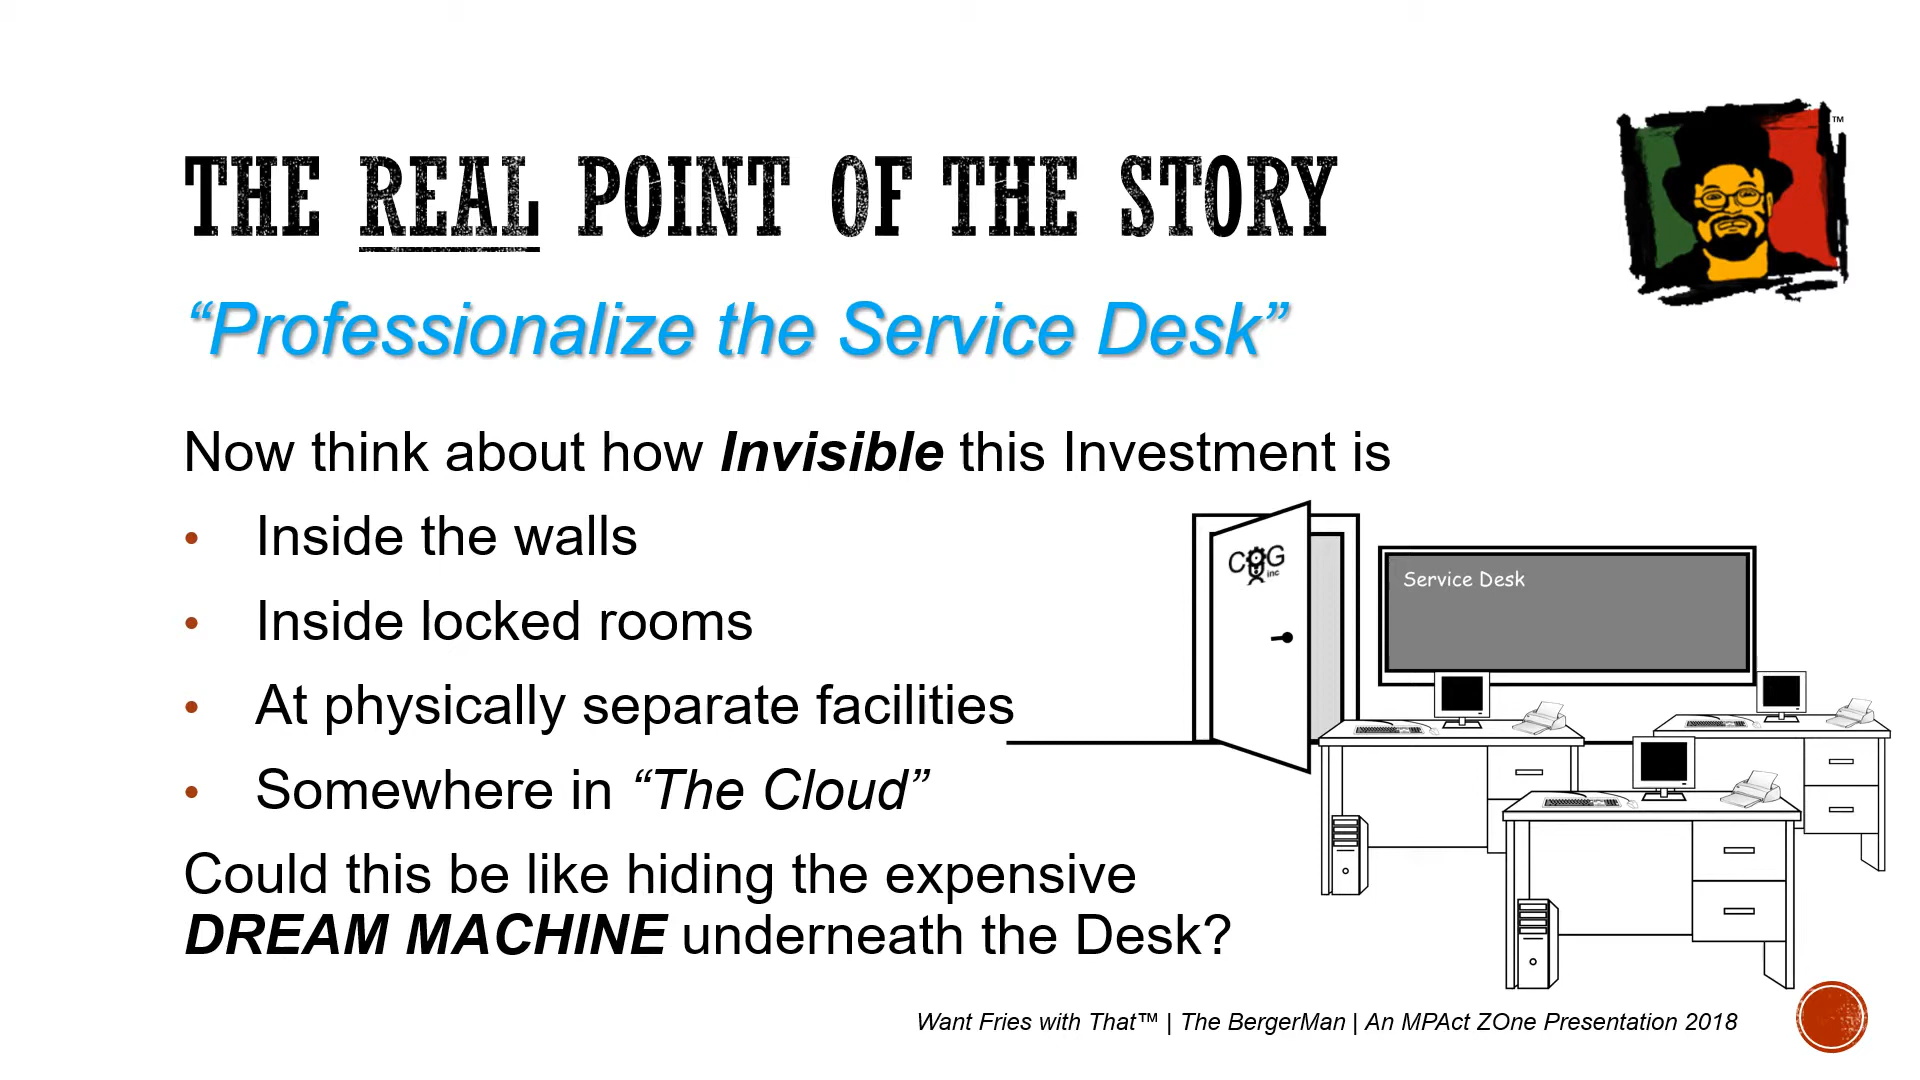 THE REAL POINT OF THE STORY
™
“Professionalize the Service Desk”
Now think about how Invisible this Investment is
• Inside the walls
• Inside locked rooms
• At physically separate facilities
• Somewhere in “The Cloud”
Could this be like hiding the expensive
DRAM MACHINE underneath the Desk?
COG
inc
Service Desk
Want Fries with That™ | The BergerMan | An MPAct ZOne Presentation 2018